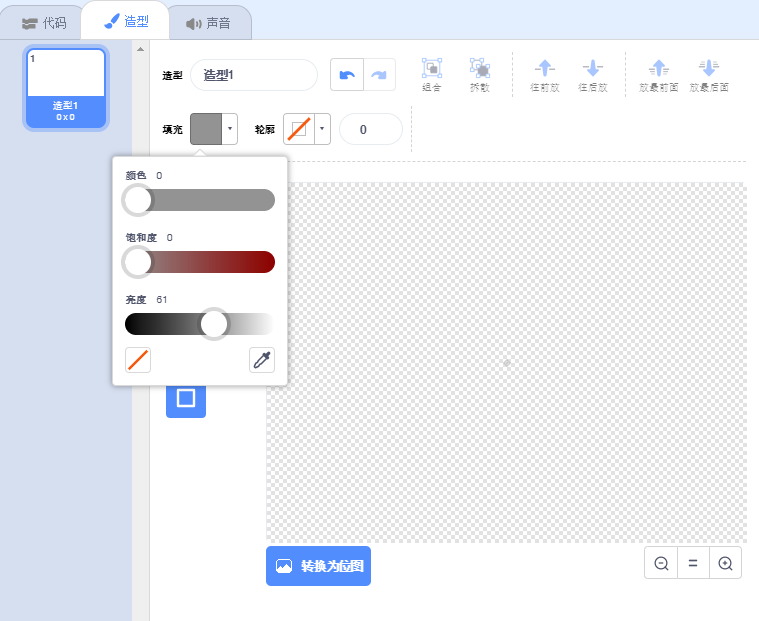 代码
造型
声音
1
造型1
0 x 0
造型
造型1
组合
拆散
往前放
往后放
放最前面
放最后面
填充
轮廓
0
颜色 0
饱和度 0
亮度 61
转换为位图